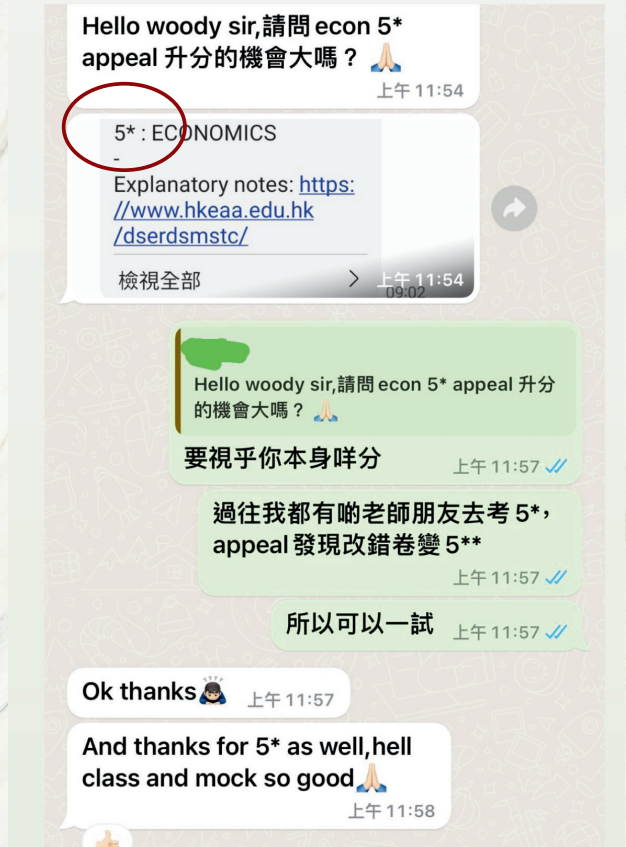 Hello woody sir,請問 econ 5*
appeal 升分的機會大嗎？🙏🏻
上午 11:54
5* : ECONOMICS
-
Explanatory notes: https:
//www.hkeaa.edu.hk
/dserdsmstc/
檢視全部
上午 11:54
09:02
Hello woody sir,請問 econ 5* appeal 升分
的機會大嗎？🙏🏻
要視乎你本身咩分
上午 11:57
過往我都有啲老師朋友去考 5*，
appeal 發現改錯卷變 5**
上午 11:57
所以可以一試 上午 11:57
Ok thanks🙇🏻‍♂️ 上午 11:57
And thanks for 5* as well,hell
class and mock so good🙏🏻
上午 11:58